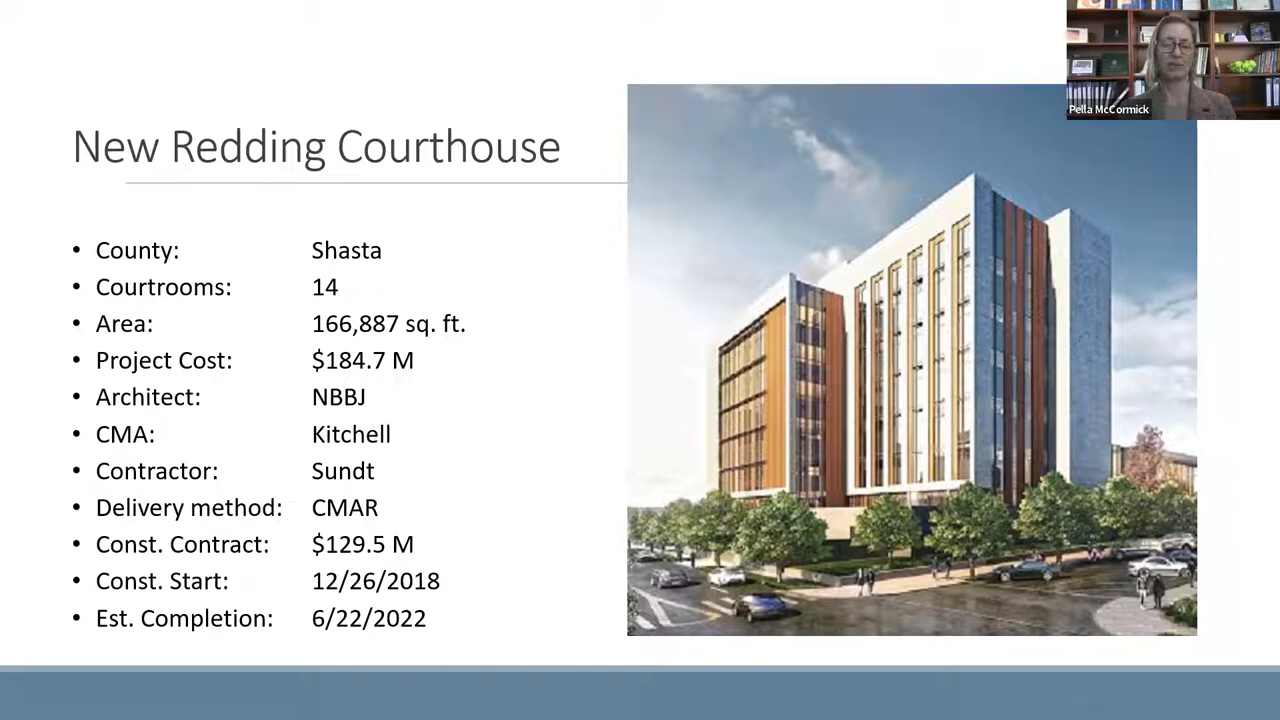 Pella McCormick
New Redding Courthouse
• County: Shasta
• Courtrooms: 14
• Area: 166,887 sq. ft.
• Project Cost: $184.7 M
• Architect: NBBJ
• CMA: Kitchell
• Contractor: Sundt
• Delivery method: CMAR
• Const. Contract: $129.5 M
• Const. Start: 12/26/2018
• Est. Completion: 6/22/2022